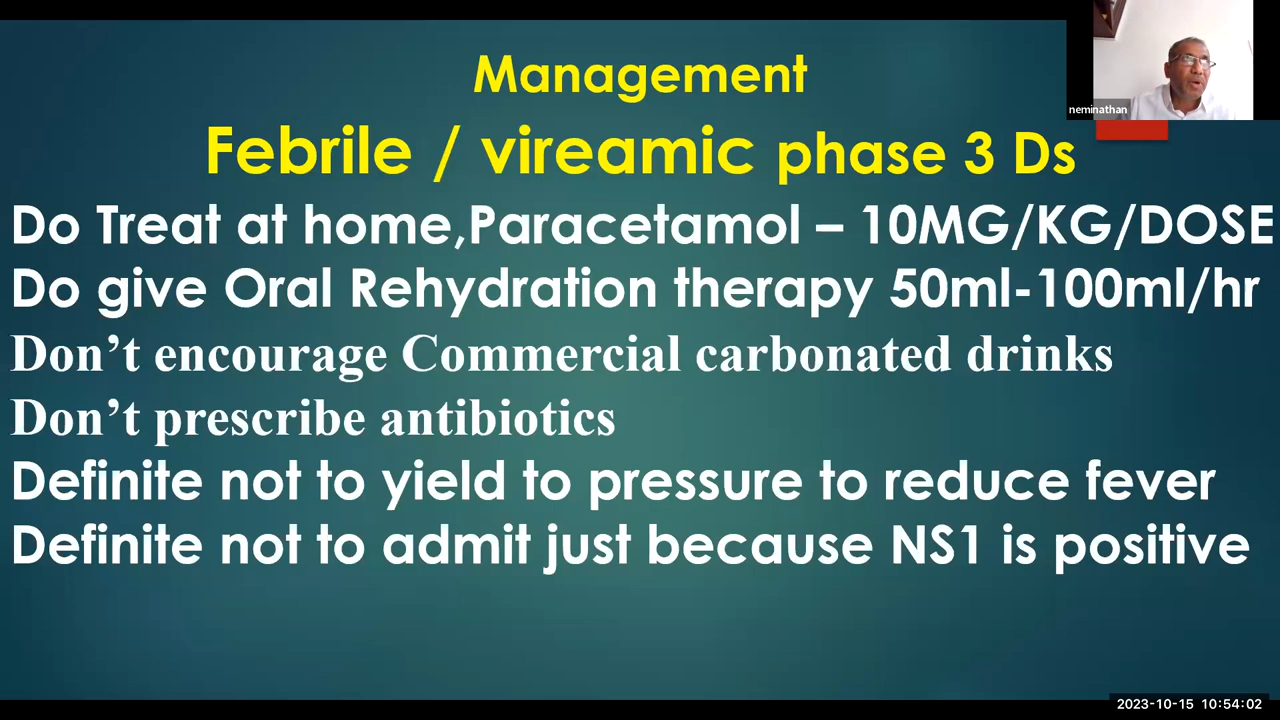 Management
Febrile / vireamic phase 3 Ds
Do Treat at home,Paracetamol – 10MG/KG/DOSE
Do give Oral Rehydration therapy 50ml-100ml/hr
Don’t encourage Commercial carbonated drinks
Don’t prescribe antibiotics
Definite not to yield to pressure to reduce fever
Definite not to admit just because NS1 is positive
neminathan
2023-10-15 10:54:02